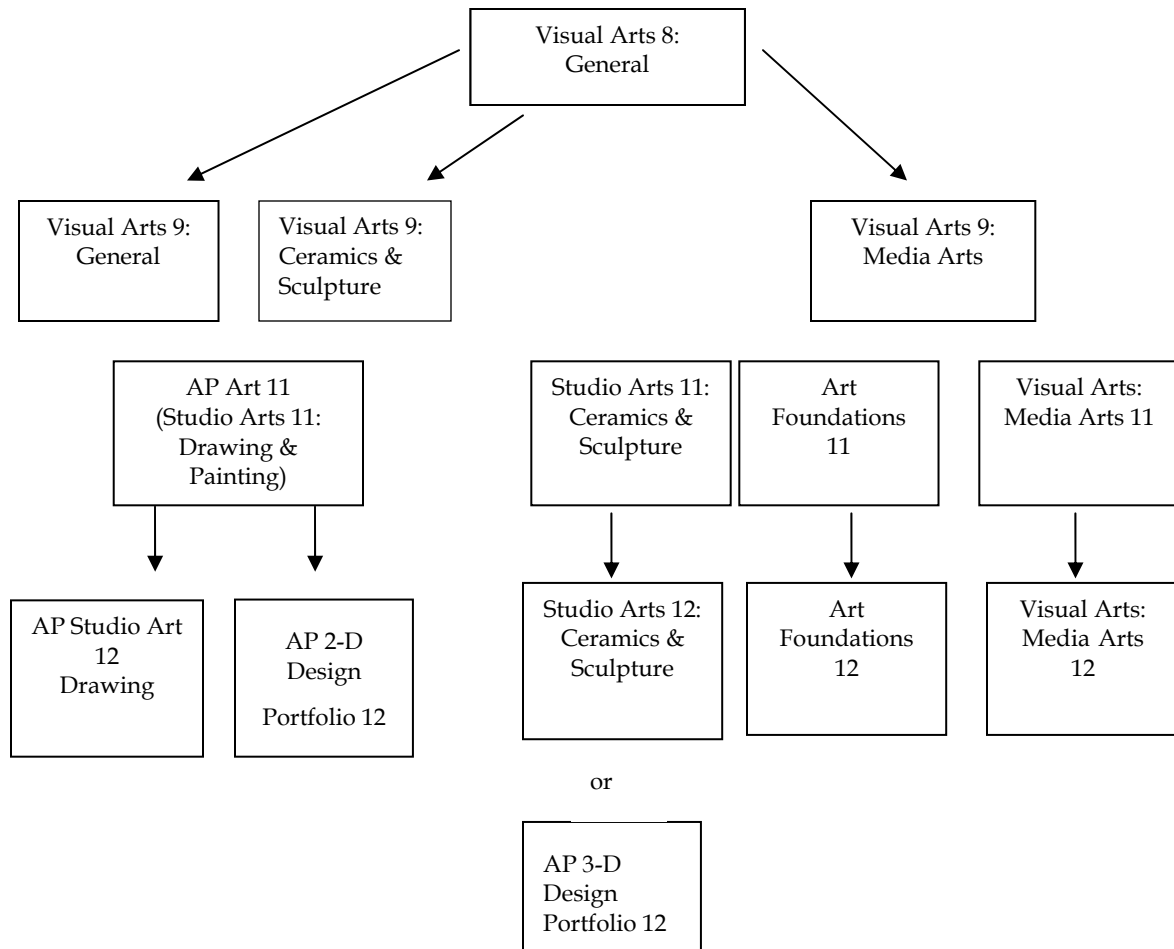 Visual Arts 8:
General
Visual Arts 9:
General
Visual Arts 9:
Ceramics &
Sculpture
Visual Arts 9:
Media Arts
AP Art 11
(Studio Arts 11:
Drawing &
Painting)
Studio Arts 11:
Ceramics &
Sculpture
Art
Foundations
11
Visual Arts:
Media Arts 11
AP Studio Art
12
Drawing
AP 2-D
Design
Portfolio 12
Studio Arts 12:
Ceramics &
Sculpture
Art
Foundations
12
Visual Arts:
Media Arts
12
or
AP 3-D
Design
Portfolio 12